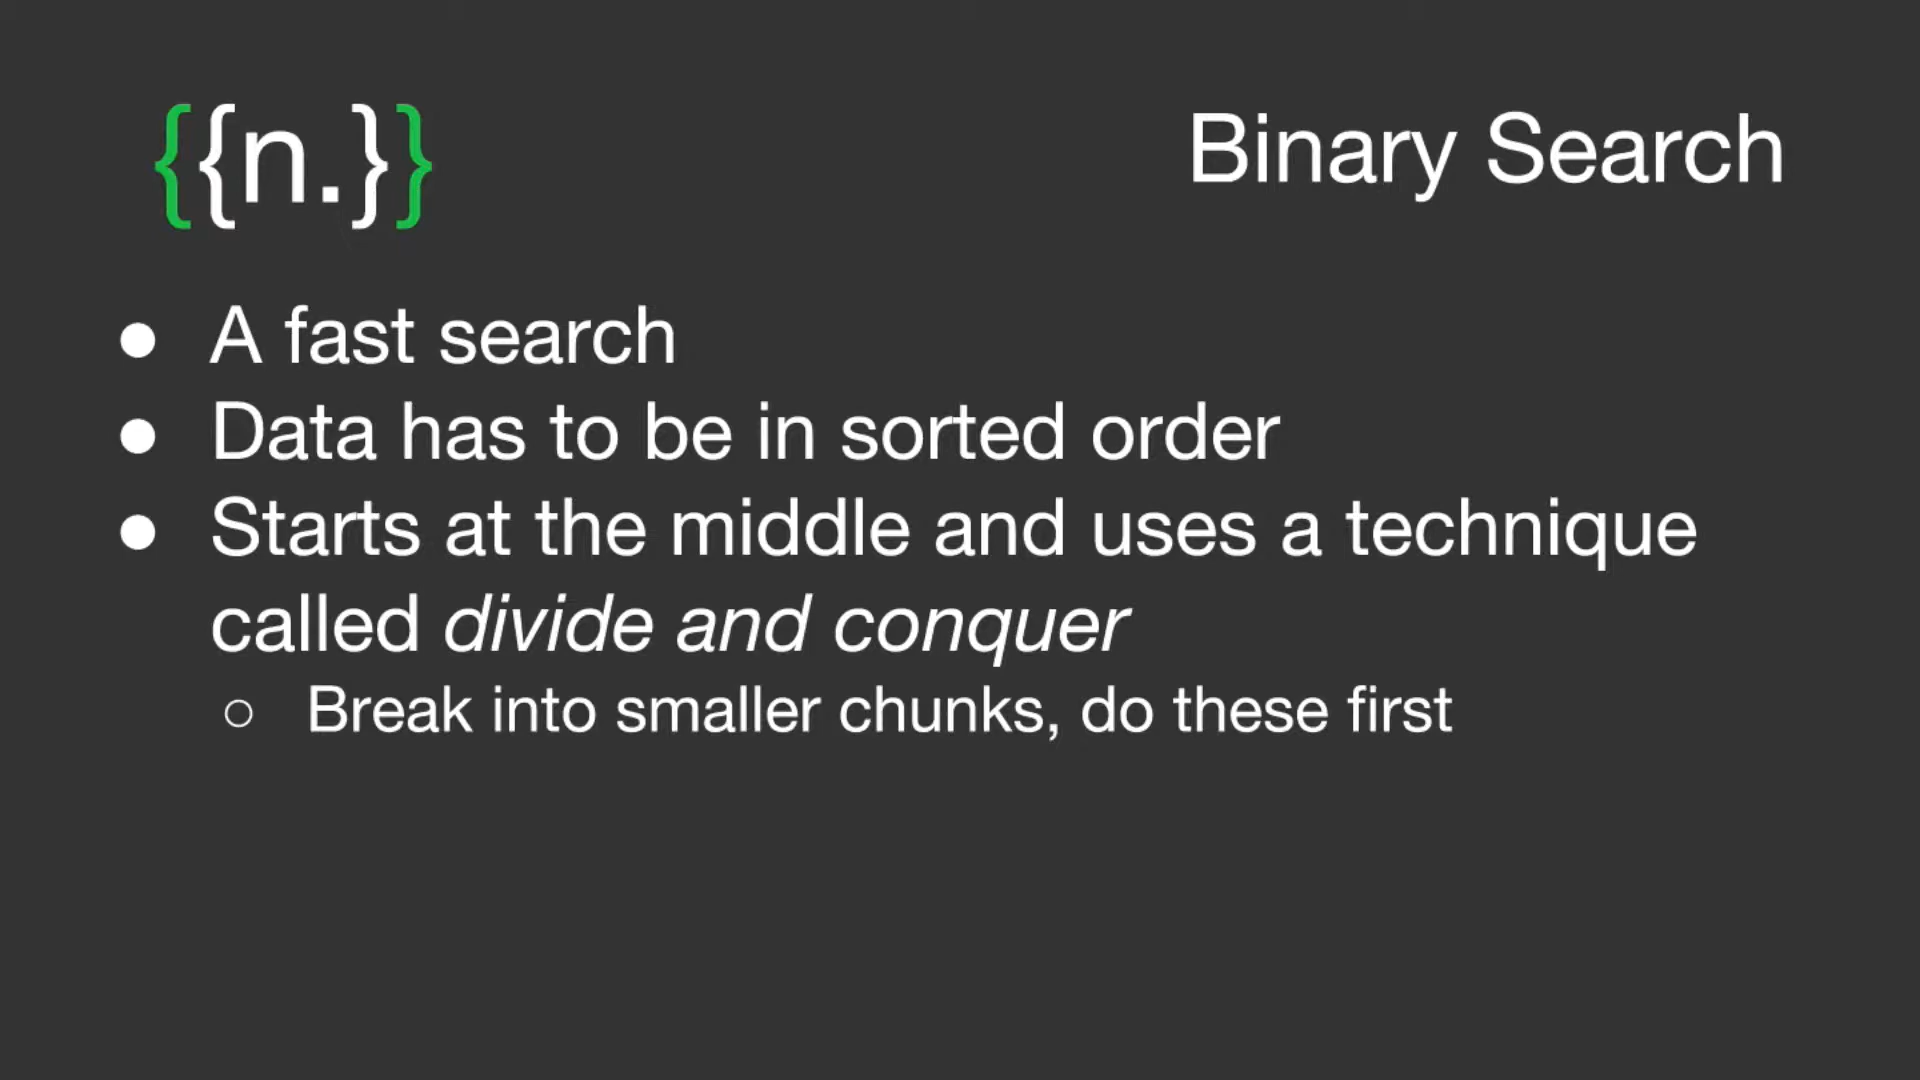 {{n.}}
Binary Search
● A fast search
● Data has to be in sorted order
● Starts at the middle and uses a technique
called divide and conquer
○ Break into smaller chunks, do these first